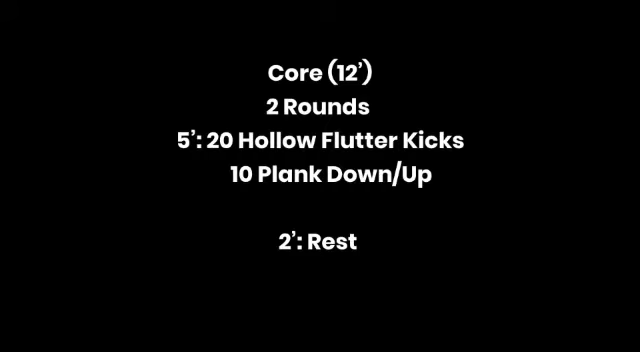 Core (12’)
2 Rounds
5’: 20 Hollow Flutter Kicks
10 Plank Down/Up
2’: Rest